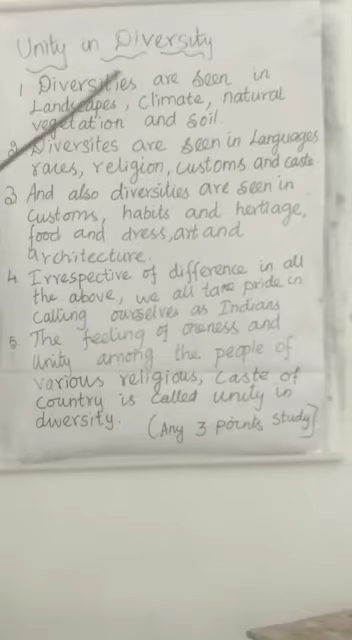 Unity in Diversity
1 Diversities are seen in
Landscapes, climate, natural
vegetation and soil.
2 Diversites are seen in Languages
races, religion, customs and caste.
3 And also diversities are seen in
customs, habits and hertiage,
food and dress, art and
architecture.
4. Irrespective of difference in all
the above, we all take pride in
calling ourselves as Indians
5. The feeling of oneness and
unity among the people of
various religious, caste of
country is called unity in
diversity. (Any 3 points study)